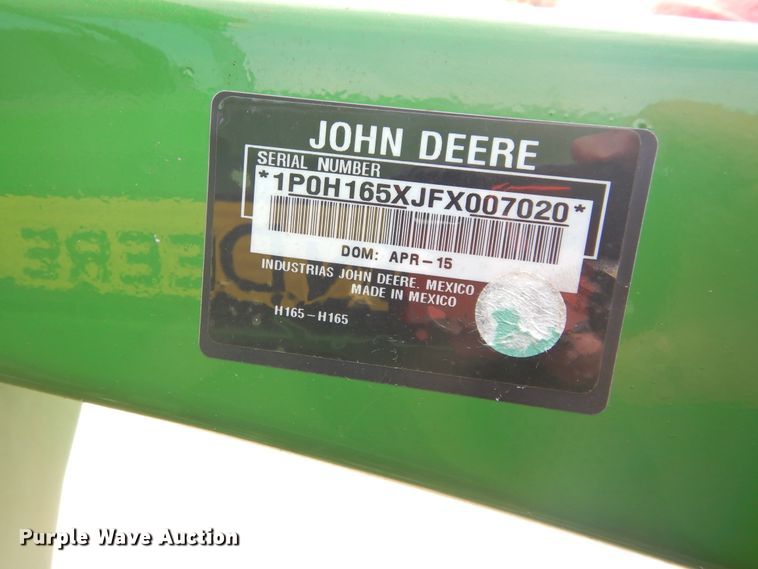 JOHN DEERE
SERIAL NUMBER
*1P0H165XJFX007020*
DOM: APR-15
INDUSTRIAS JOHN DEERE, MEXICO
MADE IN MEXICO
H165-H165
DEERE
Purple Wave Auction